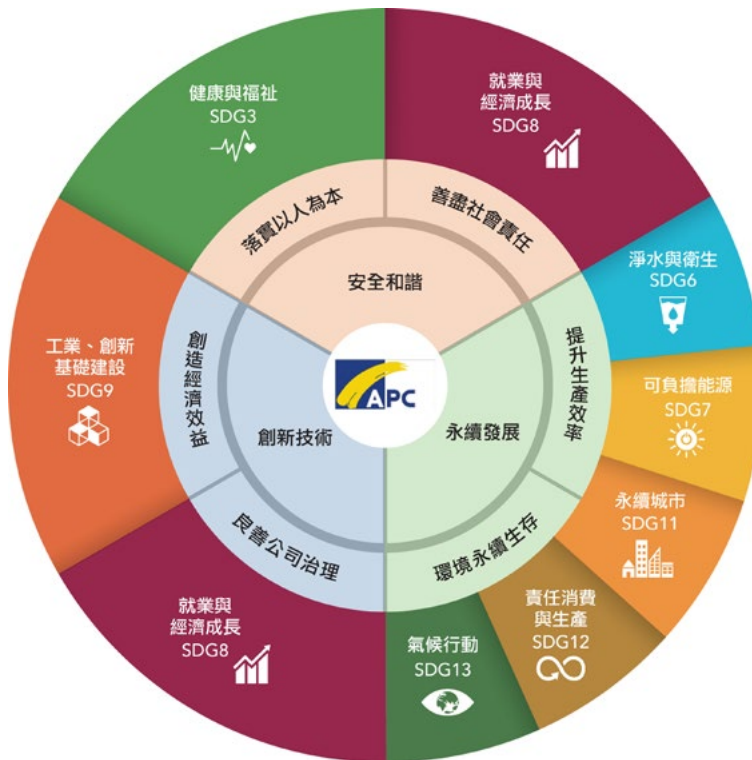 健康與福祉
SDG3
就業與
經濟成長
SDG8
淨水與衛生
SDG6
可負擔能源
SDG7
永續城市
SDG11
責任消費
與生產
SDG12
氣候行動
SDG13
就業與
經濟成長
SDG8
工業、創新
基礎建設
SDG9
落實以人為本
善盡社會責任
提升生產效率
環境永續生存
良善公司治理
創造經濟效益
安全和諧
永續發展
創新技術
APC